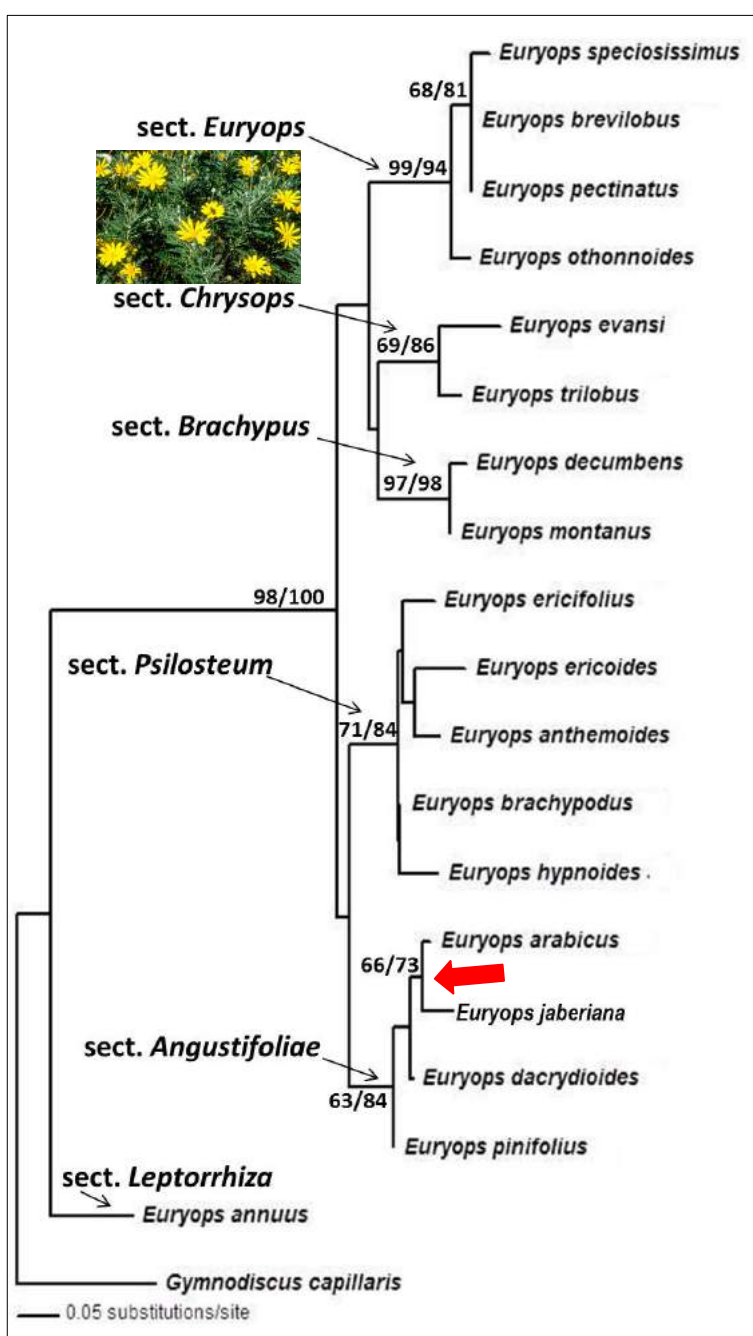 Euryops speciosissimus
68/81
sect. Euryops
Euryops brevilobus
99/94
Euryops pectinatus
Euryops othonnoides
sect. Chrysops
Euryops evansi
69/86
Euryops trilobus
sect. Brachypus
Euryops decumbens
97/98
Euryops montanus
98/100
Euryops ericifolius
sect. Psilosteum
Euryops ericoides
71/84
Euryops anthemoides
Euryops brachypodus
Euryops hypnoides .
Euryops arabicus
66/73
Euryops jaberiana
sect. Angustifoliae
Euryops dacrydioides
63/84
Euryops pinifolius
sect. Leptorrhiza
Euryops annuus
Gymnodiscus capillaris
0.05 substitutions/site